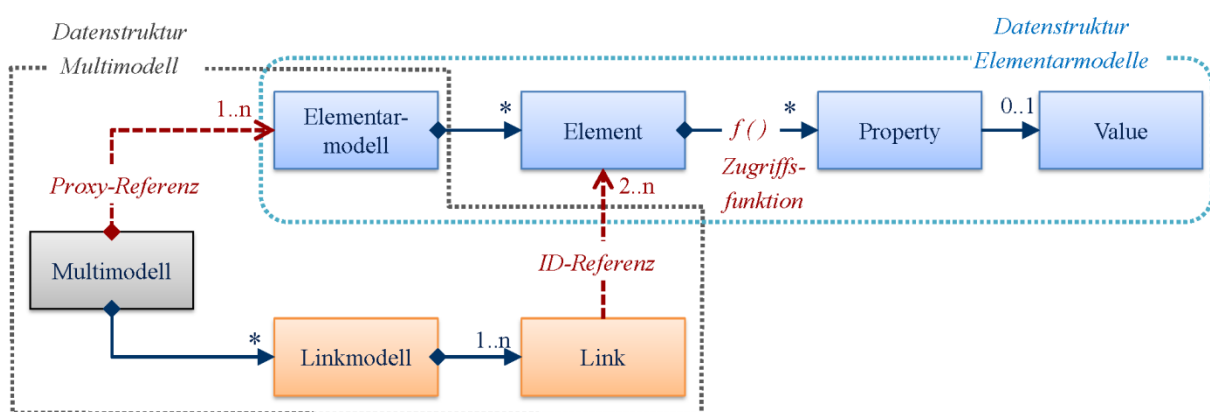 Datenstruktur
Multimodell
Datenstruktur
Elementarmodelle
1..n
Elementar-
modell
*
Element
f ()
*
Property
0..1
Value
Zugriffs-
funktion
Proxy-Referenz
2..n
Multimodell
ID-Referenz
*
Linkmodell
1..n
Link